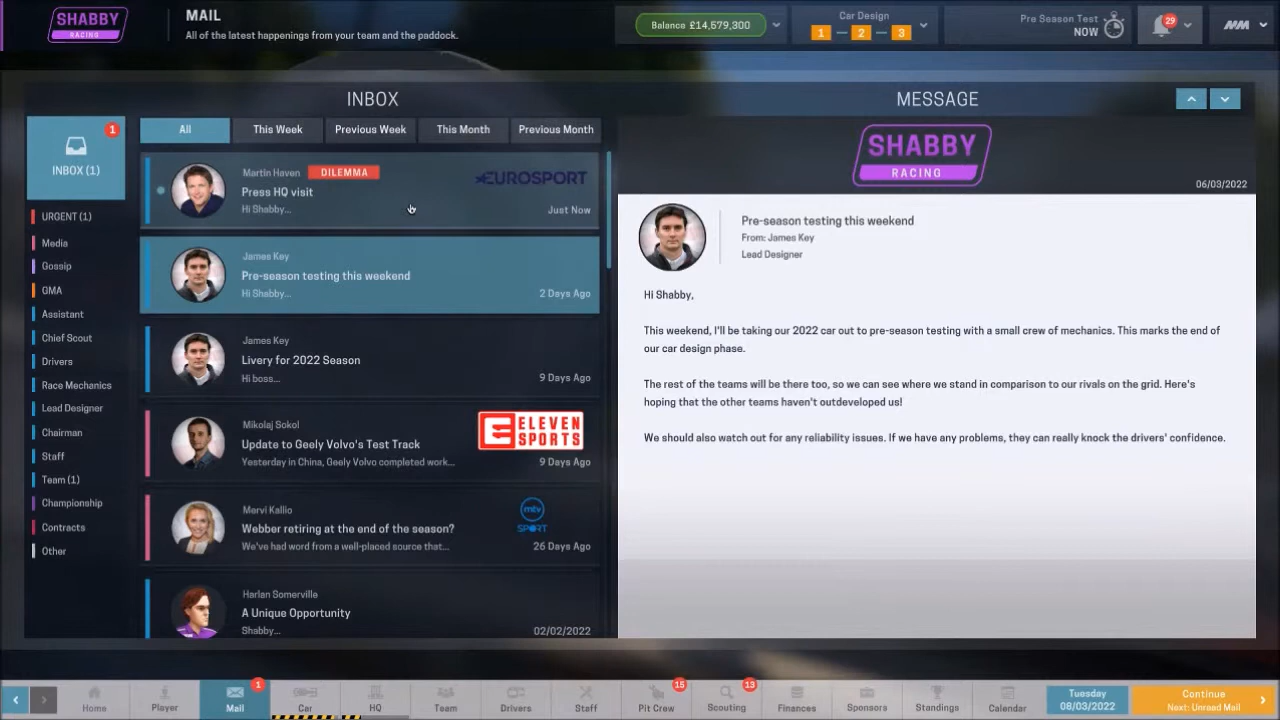 SHABBY
RACING
MAIL
All of the latest happenings from your team and the paddock.
Balance £14,579,300
Car Design
1 — 2 — 3
Pre Season Test
NOW
29
INBOX
MESSAGE
INBOX (1)
1
URGENT (1)
Media
Gossip
GMA
Assistant
Chief Scout
Drivers
Race Mechanics
Lead Designer
Chairman
Staff
Team (1)
Championship
Contracts
Other
All
This Week
Previous Week
This Month
Previous Month
Martin Haven DILEMMA
Press HQ visit
Hi Shabby...
EUROSPORT
Just Now
James Key
Pre-season testing this weekend
Hi Shabby...
2 Days Ago
James Key
Livery for 2022 Season
Hi boss...
9 Days Ago
Mikolaj Sokol
Update to Geely Volvo's Test Track
Yesterday in China, Geely Volvo completed work...
ELEVEN
SPORTS
9 Days Ago
Mervi Kallio
Webber retiring at the end of the season?
We've had word from a well-placed source that...
mtv
SPORT
26 Days Ago
Harlan Somerville
A Unique Opportunity
Shabby...
02/02/2022
SHABBY
RACING
06/03/2022
Pre-season testing this weekend
From: James Key
Lead Designer
Hi Shabby,
This weekend, I'll be taking our 2022 car out to pre-season testing with a small crew of mechanics. This marks the end of
our car design phase.
The rest of the teams will be there too, so we can see where we stand in comparison to our rivals on the grid. Here's
hoping that the other teams haven't outdeveloped us!
We should also watch out for any reliability issues. If we have any problems, they can really knock the drivers' confidence.
Home
Player
Mail
1
Car
HQ
Team
Drivers
Staff
Pit Crew
15
Scouting
13
Finances
Sponsors
Standings
Calendar
Tuesday
08/03/2022
Continue
Next: Unread Mail